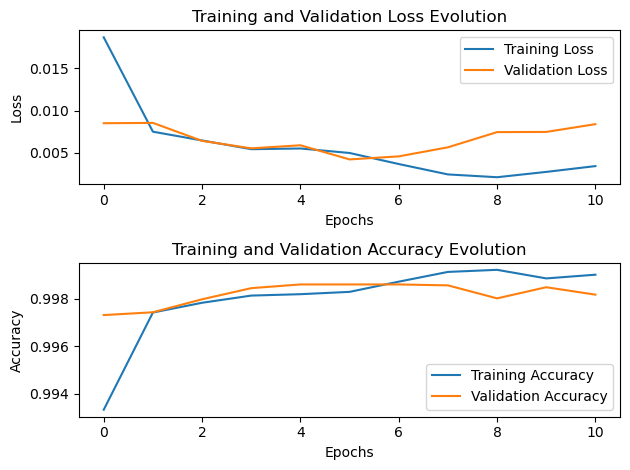 Training and Validation Loss Evolution
Training Loss
Validation Loss
0.015
0.010
0.005
Loss
0 2 4 6 8 10
Epochs
Training and Validation Accuracy Evolution
0.998
0.996
0.994
Accuracy
Training Accuracy
Validation Accuracy
0 2 4 6 8 10
Epochs